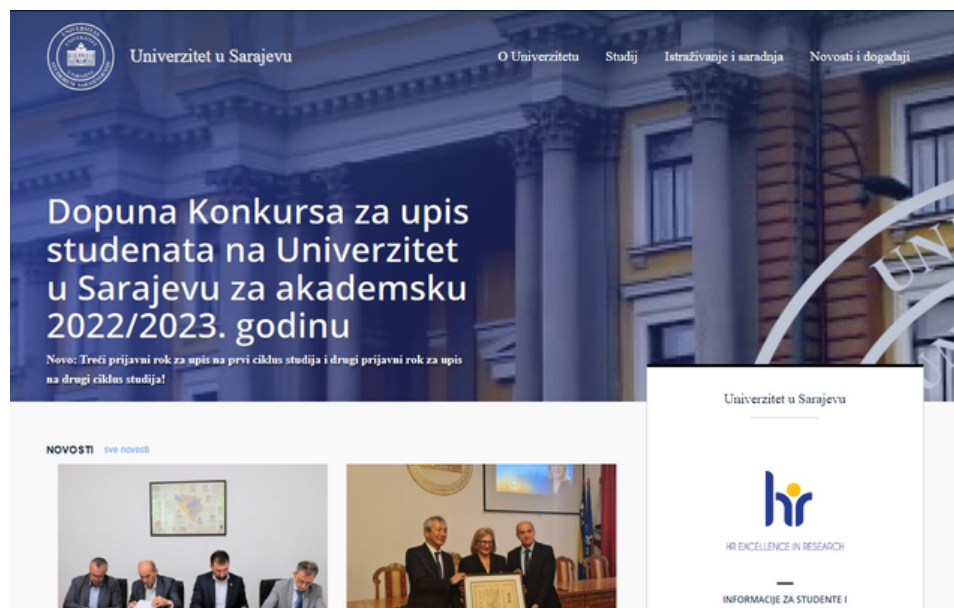 Univerzitet u Sarajevu
O Univerzitetu
Studij
Istraživanje i saradnja
Novosti i događaji
Dopuna Konkursa za upis
studenata na Univerzitet
u Sarajevu za akademsku
2022/2023. godinu
Novo: Treći prijavni rok za upis na prvi ciklus studija i drugi prijavni rok za upis
na drugi ciklus studija!
NOVOSTI sve novosti
Univerzitet u Sarajevu
hr
HR EXCELLENCE IN RESEARCH
INFORMACIJE ZA STUDENTE I